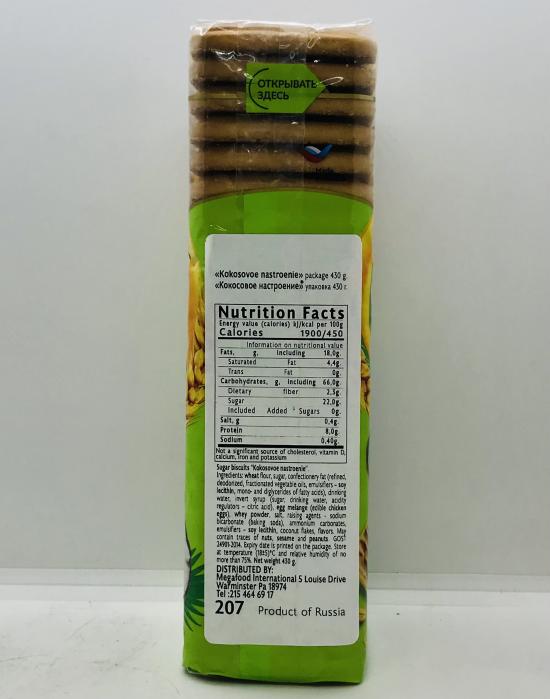 ОТКРЫВАТЬ
ЗДЕСЬ
«Kokosovoe nastroenie» package 430 g.
«Кокосовое настроение» упаковка 430 г.
Nutrition Facts
Energy value (calories) kJ/kcal per 100g
Calories 1900/450
Information on nutritional value
Fats, g, including 18,0g.
Saturated Fat 4,4g.
Trans Fat 0g.
Carbohydrates, g, including 66,0g.
Dietary fiber 2,3g.
Sugar 22,0g.
Included Added Sugars 0g.
Salt, g 0,4g.
Protein 8,0g.
Sodium 0,40g.
Not a significant source of cholesterol, vitamin D,
calcium, iron and potassium
Sugar biscuits "Kokosovoe nastroenie".
Ingredients: wheat flour, sugar, confectionery fat (refined,
deodorized, fractionated vegetable oils, emulsifiers - soy
lecithin, mono- and diglycerides of fatty acids), drinking
water, invert syrup (sugar, drinking water, acidity
regulators - citric acid), egg melange (edible chicken
eggs), whey powder, salt, raising agents - sodium
bicarbonate (baking soda), ammonium carbonates,
emulsifiers - soy lecithin, coconut flakes, flavors. May
contain traces of nuts, sesame and peanuts. GOST
24901-2014. Expiry date is printed on the package. Store
at temperature (18±5)°C and relative humidity of no
more than 75%. Net weight 430 g.
DISTRIBUTED BY:
Megafood International 5 Louise Drive
Warminster Pa 18974
Tel :215 464 69 17
207 Product of Russia